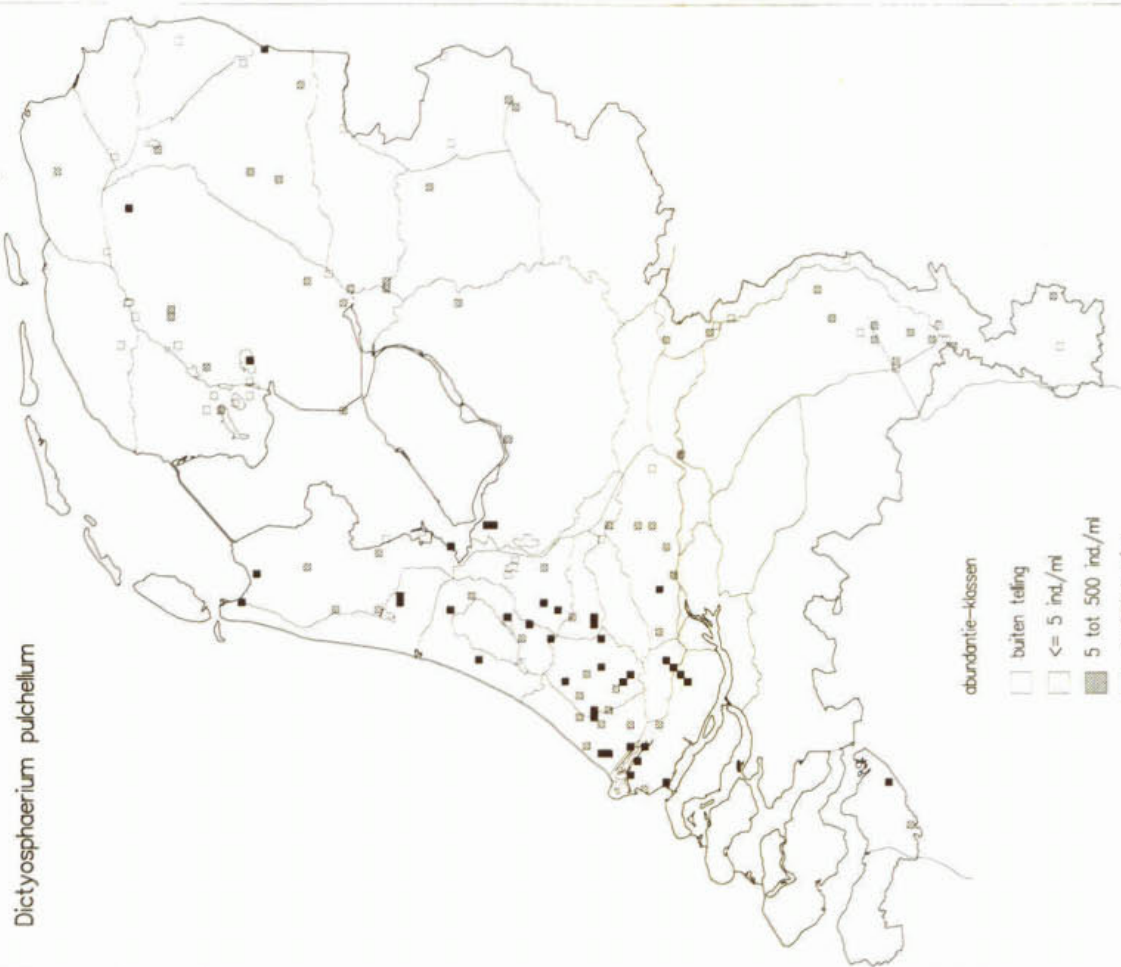 Dictyosphaerium pulchellum
abundantie-klassen
buiten telling
<= 5 ind./ml
5 tot 500 ind./ml